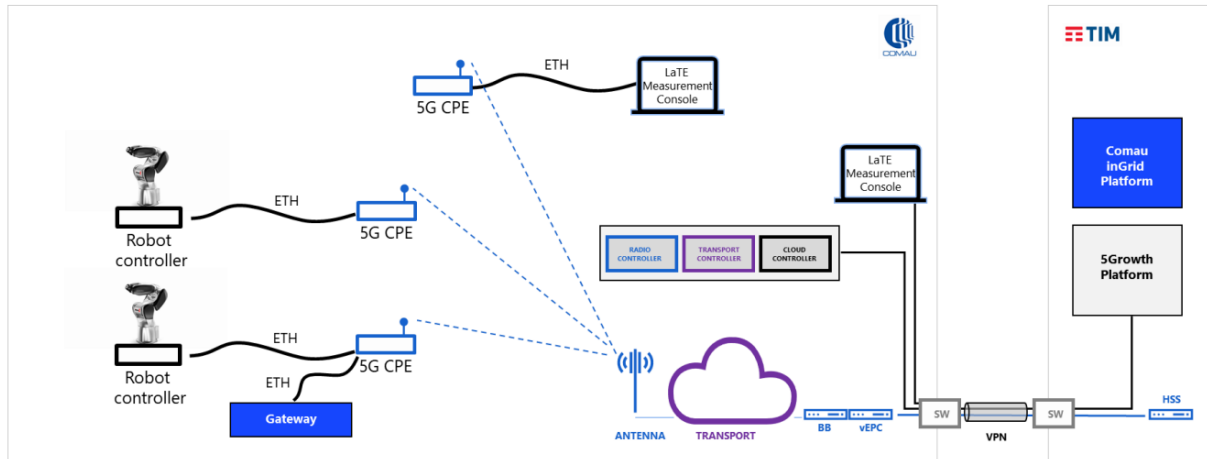 COMAU
TIM
ETH
LaTE
Measurement
Console
5G CPE
LaTE
Measurement
Console
Comau
inGrid
Platform
ETH
5G CPE
Robot
controller
RADIO
CONTROLLER
TRANSPORT
CONTROLLER
CLOUD
CONTROLLER
5Growth
Platform
ETH
5G CPE
Robot
controller
ETH
Gateway
ANTENNA
TRANSPORT
BB
vEPC
SW
VPN
SW
HSS